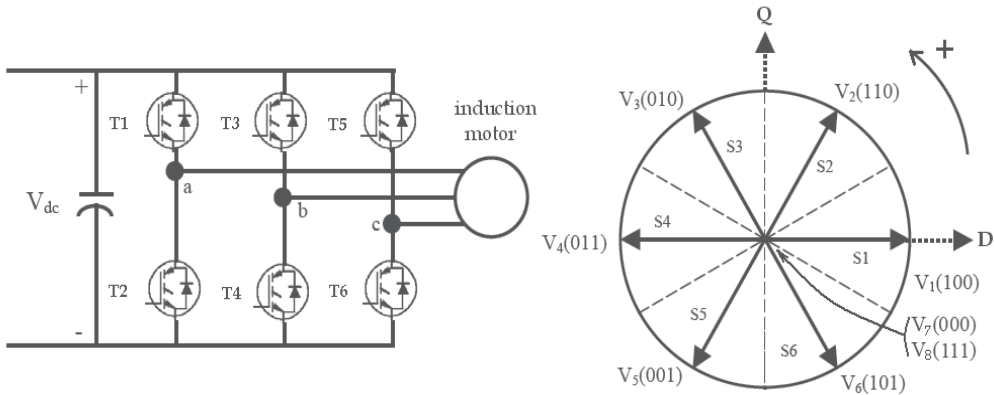 +
T1
T3
T5
induction
motor
a
b
c
Vdc
T2
T4
T6
-
Q
+
V3(010)
V2(110)
S3
S2
S4
S1
V4(011)
D
V1(100)
S5
S6
V7(000)
V8(111)
V5(001)
V6(101)